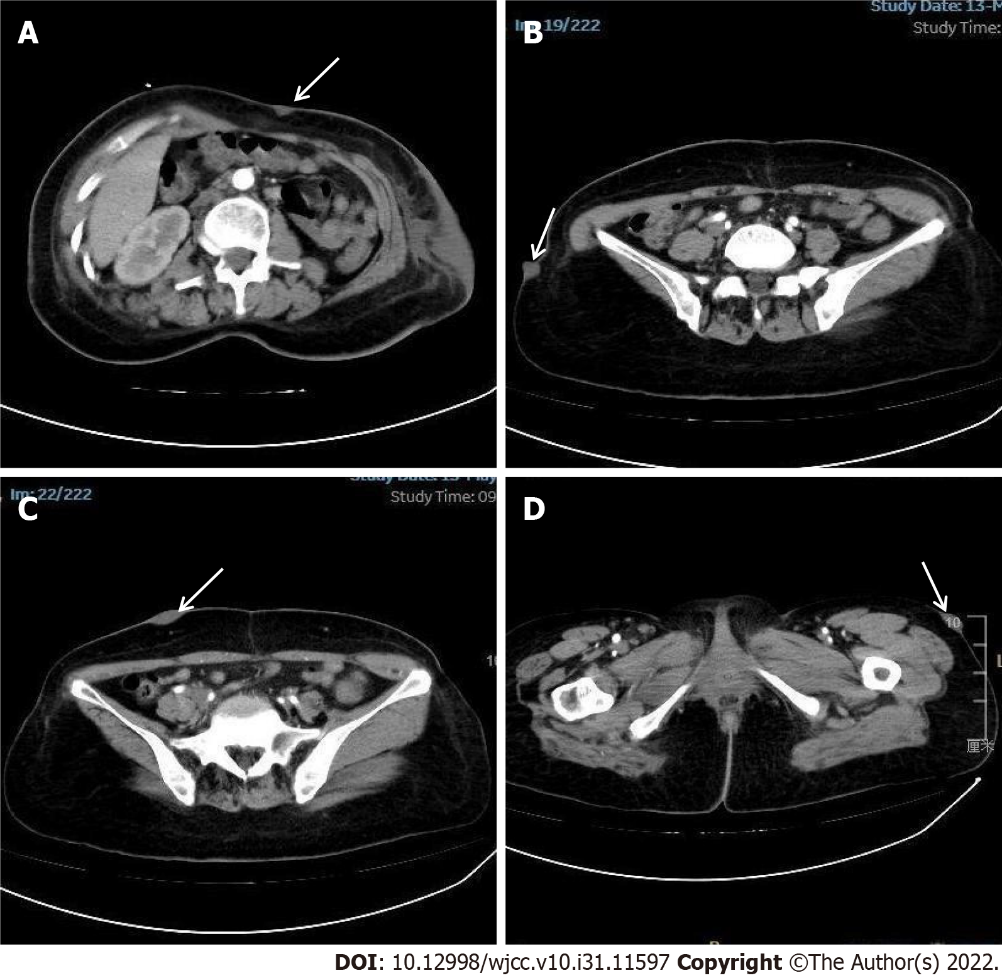 A
B
Im: 19/222
Study Date: 13-M
Study Time:
C
Im: 22/222
Study Time: 09
10
D
10
L
厘米
DOI: 10.12998/wjcc.v10.i31.11597 Copyright ©The Author(s) 2022.